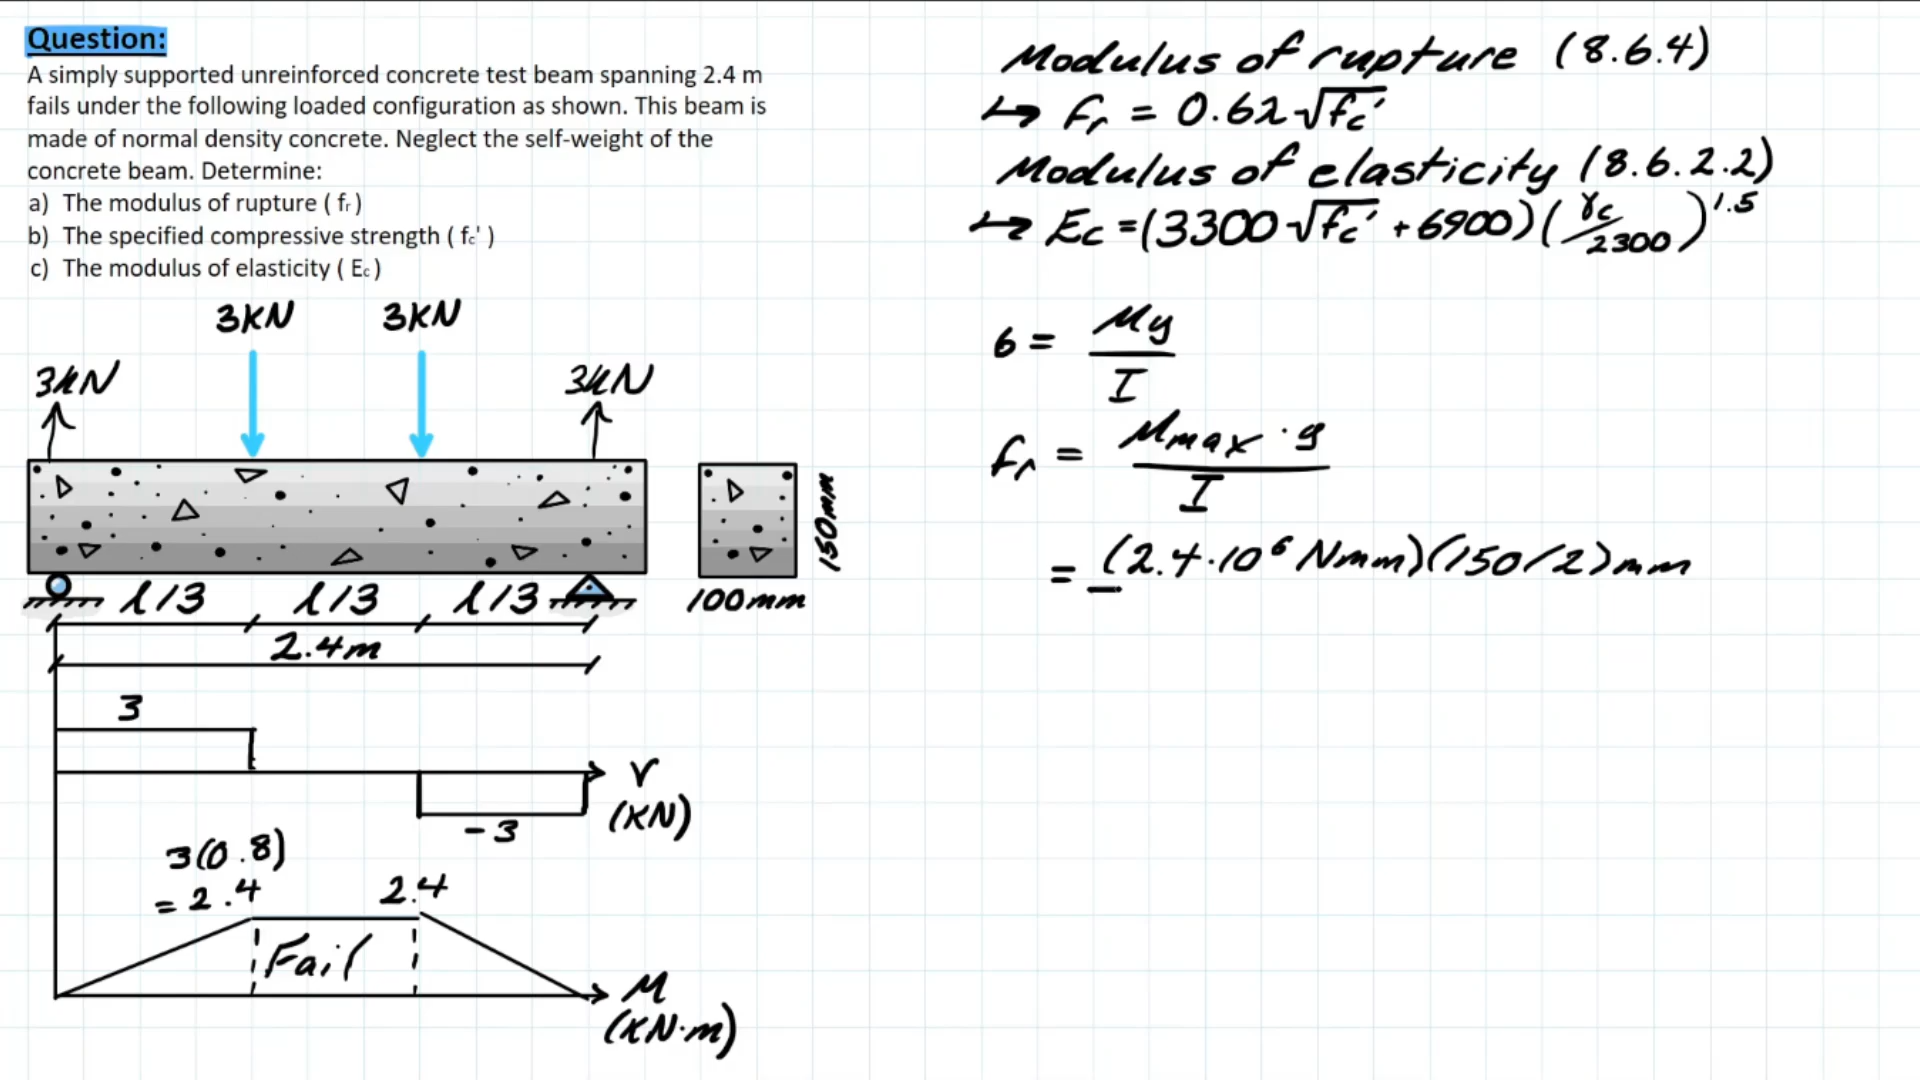 Question:
A simply supported unreinforced concrete test beam spanning 2.4 m
fails under the following loaded configuration as shown. This beam is
made of normal density concrete. Neglect the self-weight of the
concrete beam. Determine:
a) The modulus of rupture ( fr )
b) The specified compressive strength ( fc' )
c) The modulus of elasticity ( Ec )
3KN 3KN
3KN 3KN
150mm
l/3 l/3 l/3 100mm
2.4m
3
V
(KN)
-3
3(0.8)
= 2.4 2.4
Fail
M
(KN·m)
Modulus of rupture (8.6.4)
↳ fr = 0.62√fc'
Modulus of elasticity (8.6.2.2)
↳ Ec = (3300√fc' + 6900)(γc/2300)^1.5
σ = My/I
fr = Mmax · y/I
= (2.4·10⁶ Nmm)(150/2)mm